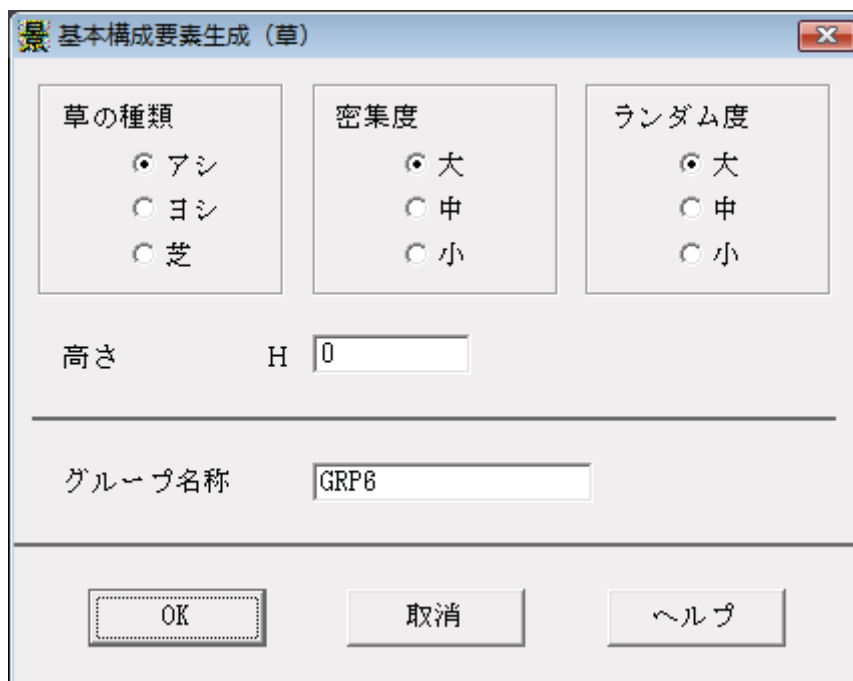 景 基本構成要素生成（草）
草の種類
アシ
ヨシ
芝
密集度
大
中
小
ランダム度
大
中
小
高さ H 0
グループ名称 GRP6
OK 取消 ヘルプ